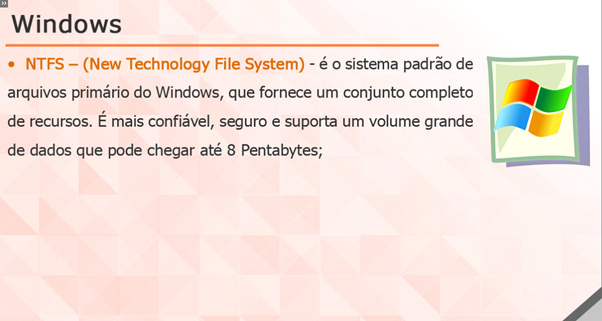 Windows
• NTFS – (New Technology File System) - é o sistema padrão de
arquivos primário do Windows, que fornece um conjunto completo
de recursos. É mais confiável, seguro e suporta um volume grande
de dados que pode chegar até 8 Pentabytes;